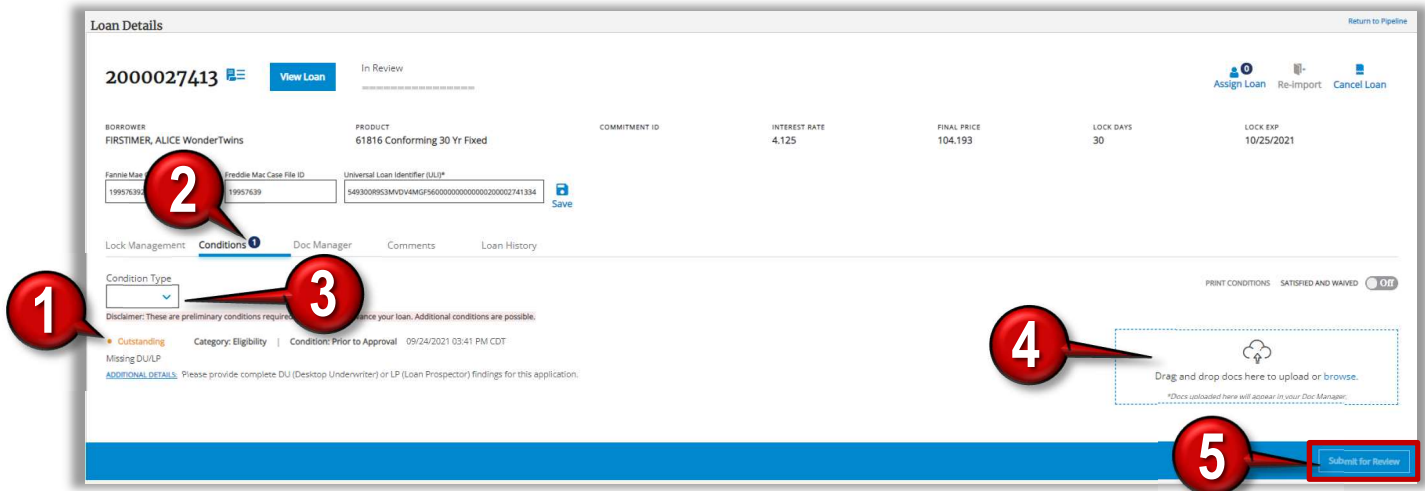 Loan Details
Return to Pipeline
2000027413
View Loan
In Review
0
Assign Loan
Re-import
Cancel Loan
BORROWER
PRODUCT
COMMITMENT ID
INTEREST RATE
FINAL PRICE
LOCK DAYS
LOCK EXP
FIRSTIMER, ALICE WonderTwins
61816 Conforming 30 Yr Fixed
4.125
104.193
30
10/25/2021
2
Fannie Mae
Freddie Mac Case File ID
Universal Loan Identifier (ULI)*
19957639
Save
Lock Management
Conditions 1
Doc Manager
Comments
Loan History
1
Condition Type
3
PRINT CONDITIONS
SATISFIED AND WAIVED
Off
Disclaimer: These are preliminary conditions required
your loan. Additional conditions are possible.
Outstanding
Category: Eligibility | Condition: Prior to Approval 09/24/2021 03:41 PM CDT
Missing DU/LP
ADDITIONAL DETAILS: Please provide complete DU (Desktop Underwriter) or LP (Loan Prospector) findings for this application.
4
Drag and drop docs here to upload or browse.
*Docs uploaded here will appear in your Doc Manager.
5
Submit for Review